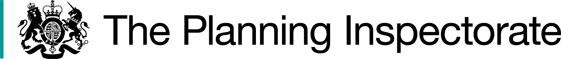 The Planning Inspectorate